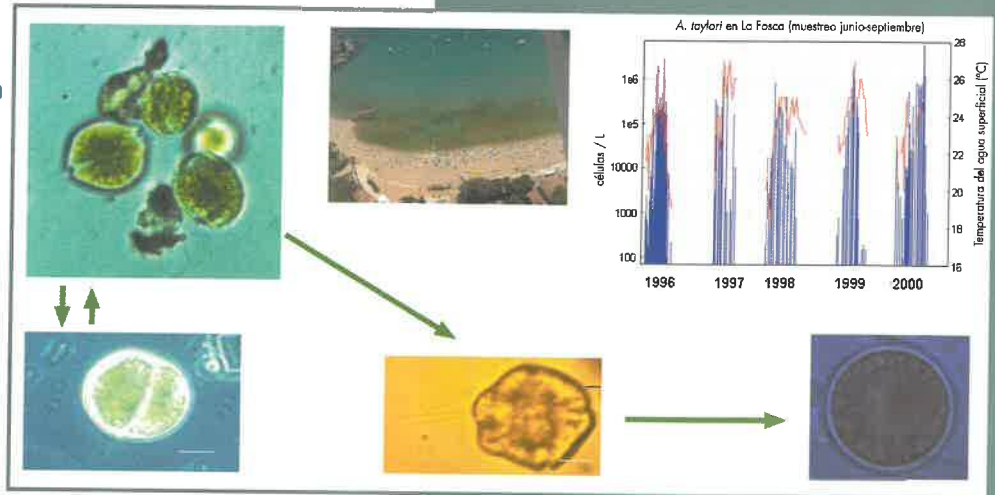 A. taylori en La Fosca (muestreo junio-septiembre)
células / L
1e6
1e5
10000
1000
100
28
26
24
22
20
18
16
Temperatura del agua superficial (°C)
1996 1997 1998 1999 2000